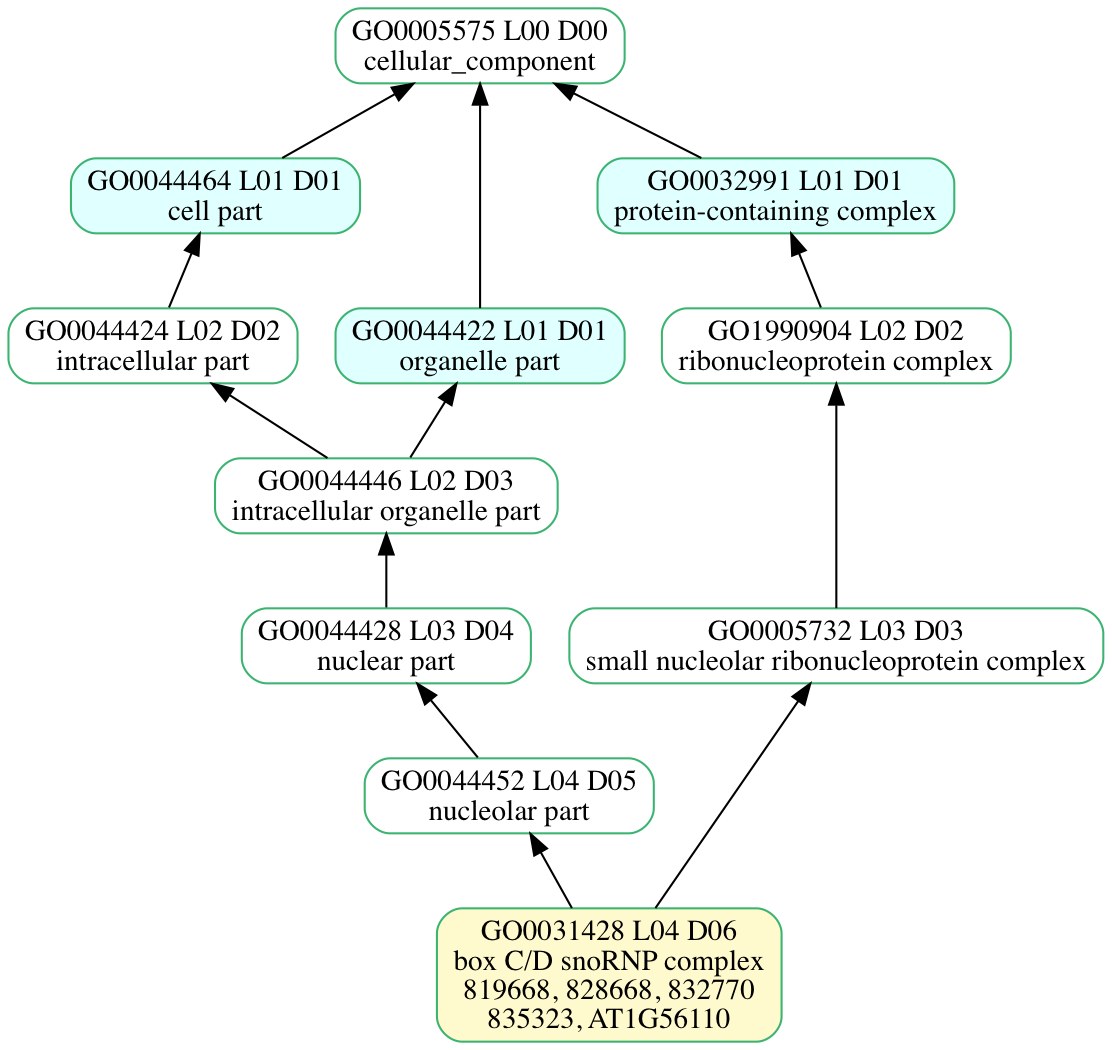 GO0005575 L00 D00
cellular_component
GO0044464 L01 D01
cell part
GO0032991 L01 D01
protein-containing complex
GO0044424 L02 D02
intracellular part
GO0044422 L01 D01
organelle part
GO1990904 L02 D02
ribonucleoprotein complex
GO0044446 L02 D03
intracellular organelle part
GO0044428 L03 D04
nuclear part
GO0005732 L03 D03
small nucleolar ribonucleoprotein complex
GO0044452 L04 D05
nucleolar part
GO0031428 L04 D06
box C/D snoRNP complex
819668, 828668, 832770
835323, AT1G56110